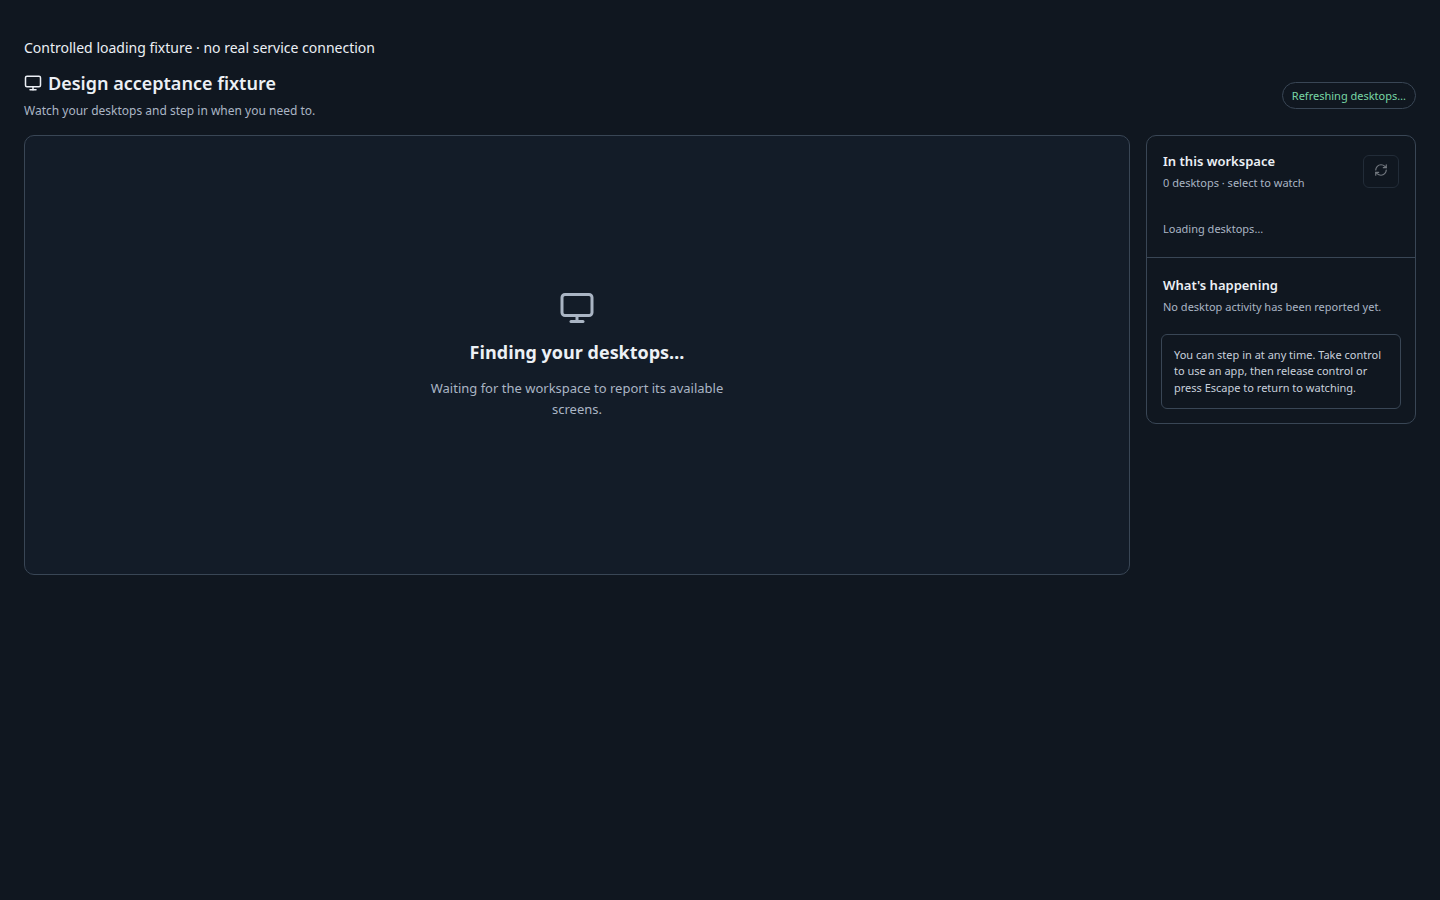 Controlled loading fixture · no real service connection
Design acceptance fixture
Watch your desktops and step in when you need to.
Refreshing desktops...
Finding your desktops...
Waiting for the workspace to report its available
screens.
In this workspace
0 desktops · select to watch
Loading desktops...
What's happening
No desktop activity has been reported yet.
You can step in at any time. Take control
to use an app, then release control or
press Escape to return to watching.